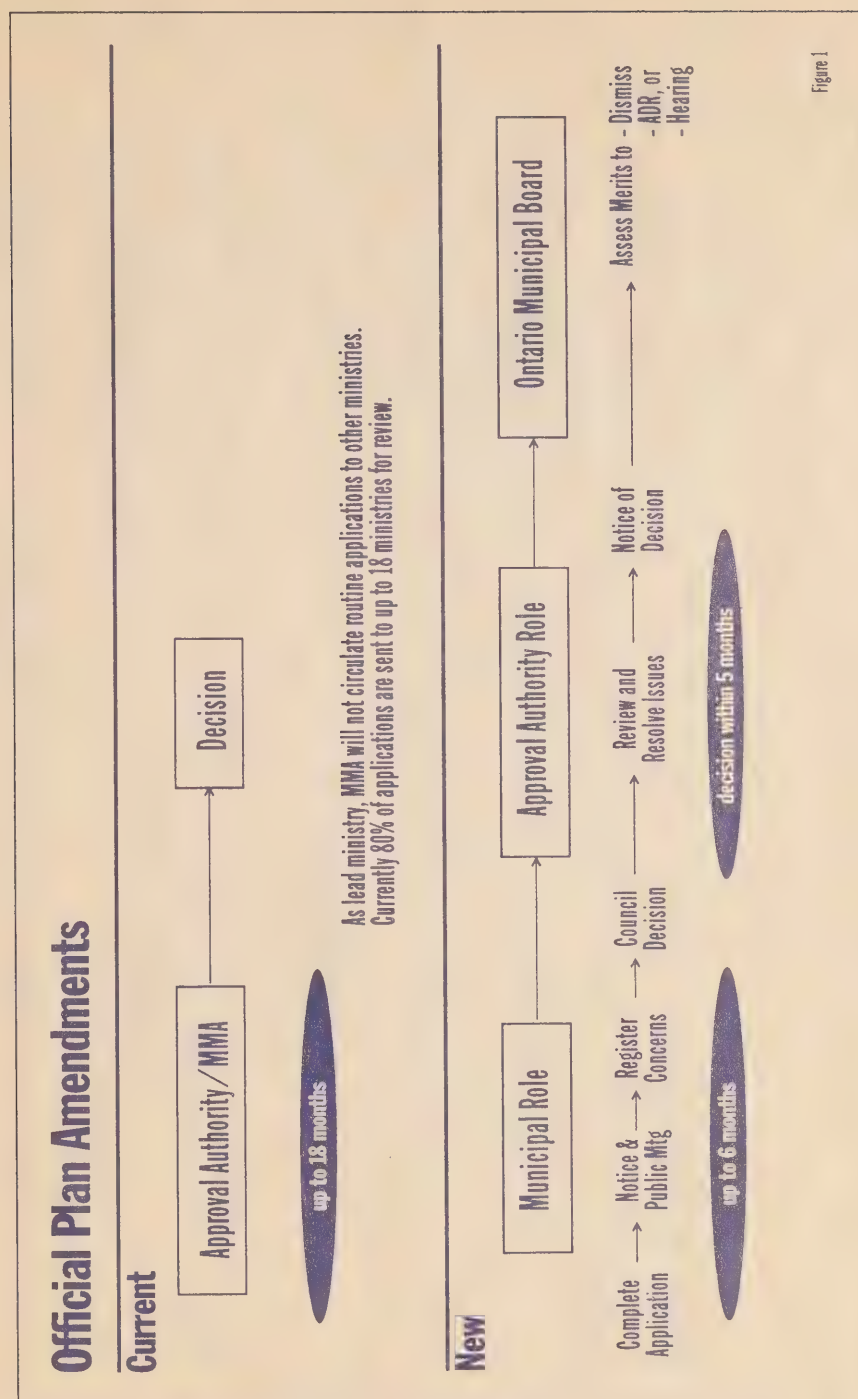 Official Plan Amendments
Current
Approval Authority/MMA
Decision
up to 18 months
As lead ministry, MMA will not circulate routine applications to other ministries.
Currently 80% of applications are sent to up to 18 ministries for review.
New
Municipal Role
Approval Authority Role
Ontario Municipal Board
Complete
Application
Notice &
Public Mtg
Register
Concerns
Council
Decision
Review and
Resolve Issues
Notice of
Decision
Assess Merits to - Dismiss
- ADR, or
- Hearing
up to 6 months
decision within 5 months
Figure 1